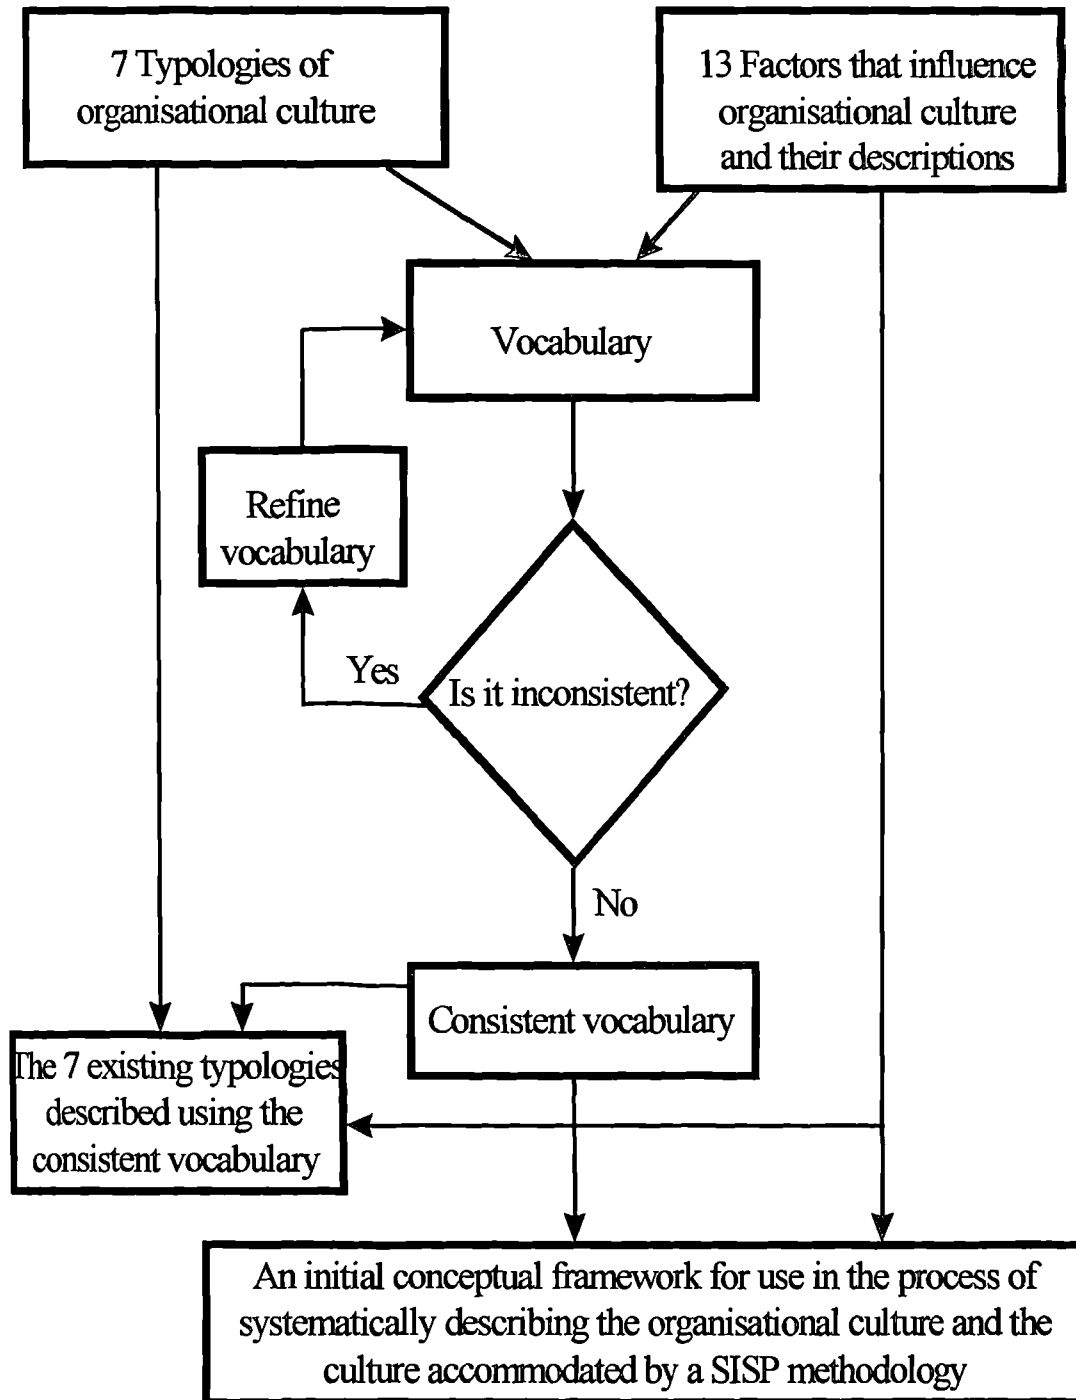 7 Typologies of
organisational culture
13 Factors that influence
organisational culture
and their descriptions
Vocabulary
Refine
vocabulary
Yes
Is it inconsistent?
No
Consistent vocabulary
The 7 existing typologies
described using the
consistent vocabulary
An initial conceptual framework for use in the process of
systematically describing the organisational culture and the
culture accommodated by a SISP methodology